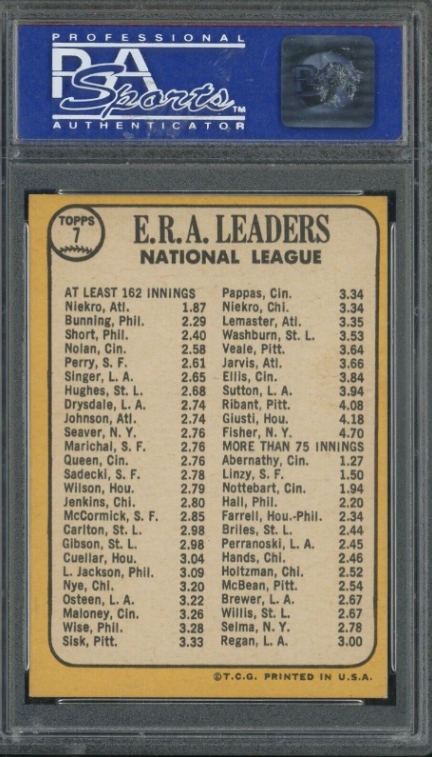 PROFESSIONAL
PSA
Sports™
AUTHENTICATOR
TOPPS
7
E.R.A. LEADERS
NATIONAL LEAGUE
AT LEAST 162 INNINGS
Niekro, Atl. 1.87
Bunning, Phil. 2.29
Short, Phil. 2.40
Nolan, Cin. 2.58
Perry, S. F. 2.61
Singer, L. A. 2.65
Hughes, St. L. 2.68
Drysdale, L. A. 2.74
Johnson, Atl. 2.74
Seaver, N. Y. 2.76
Marichal, S. F. 2.76
Queen, Cin. 2.76
Sadecki, S. F. 2.78
Wilson, Hou. 2.79
Jenkins, Chi. 2.80
McCormick, S. F. 2.85
Carlton, St. L. 2.98
Gibson, St. L. 2.98
Cuellar, Hou. 3.04
L. Jackson, Phil. 3.09
Nye, Chi. 3.20
Osteen, L. A. 3.22
Maloney, Cin. 3.26
Wise, Phil. 3.28
Sisk, Pitt. 3.33
Pappas, Cin. 3.34
Niekro, Chi. 3.34
Lemaster, Atl. 3.35
Washburn, St. L. 3.53
Veale, Pitt. 3.64
Jarvis, Atl. 3.66
Ellis, Cin. 3.84
Sutton, L. A. 3.94
Ribant, Pitt. 4.08
Giusti, Hou. 4.18
Fisher, N. Y. 4.70
MORE THAN 75 INNINGS
Abernathy, Cin. 1.27
Linzy, S. F. 1.50
Nottebart, Cin. 1.94
Hall, Phil. 2.20
Farrell, Hou.-Phil. 2.34
Briles, St. L. 2.44
Perranoski, L. A. 2.45
Hands, Chi. 2.46
Holtzman, Chi. 2.52
McBean, Pitt. 2.54
Brewer, L. A. 2.67
Willis, St. L. 2.67
Selma, N. Y. 2.78
Regan, L. A. 3.00
©T.C.G. PRINTED IN U.S.A.